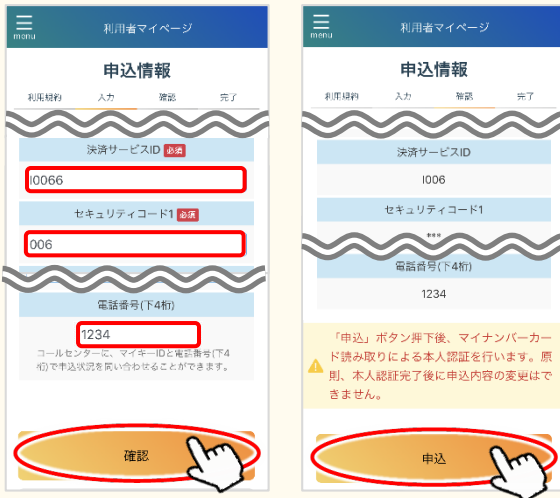 menu
利用者マイページ
申込情報
利用規約 入力 確認 完了
決済サービスID 必須
I0066
セキュリティコード1 必須
006
電話番号(下4桁)
1234
コールセンターに、マイキーIDと電話番号(下4
桁)で申込状況を問い合わせることができます。
確認
menu
利用者マイページ
申込情報
利用規約 入力 確認 完了
決済サービスID
I006
セキュリティコード1
***
電話番号(下4桁)
1234
「申込」ボタン押下後、マイナンバーカー
ド読み取りによる本人認証を行います。原
則、本人認証完了後に申込内容の変更はで
きません。
申込